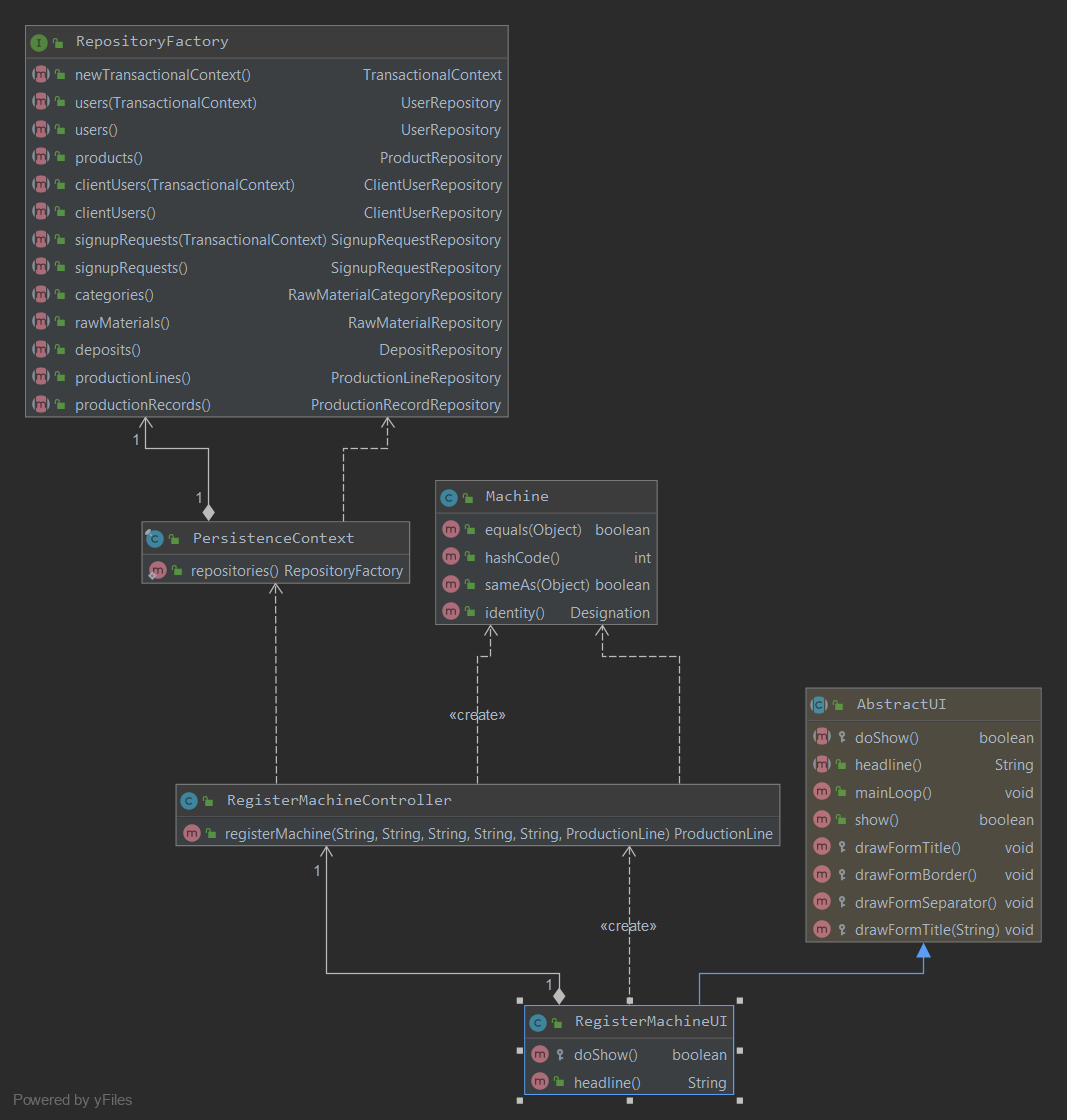 RepositoryFactory
newTransactionalContext() TransactionalContext
users(TransactionalContext) UserRepository
users() UserRepository
products() ProductRepository
clientUsers(TransactionalContext) ClientUserRepository
clientUsers() ClientUserRepository
signupRequests(TransactionalContext) SignupRequestRepository
signupRequests() SignupRequestRepository
categories() RawMaterialCategoryRepository
rawMaterials() RawMaterialRepository
deposits() DepositRepository
productionLines() ProductionLineRepository
productionRecords() ProductionRecordRepository
1
1
PersistenceContext
repositories() RepositoryFactory
Machine
equals(Object) boolean
hashCode() int
sameAs(Object) boolean
identity() Designation
«create»
AbstractUI
doShow() boolean
headline() String
mainLoop() void
show() boolean
drawFormTitle() void
drawFormBorder() void
drawFormSeparator() void
drawFormTitle(String) void
RegisterMachineController
registerMachine(String, String, String, String, String, ProductionLine) ProductionLine
1
«create»
1
RegisterMachineUI
doShow() boolean
headline() String
Powered by yFiles